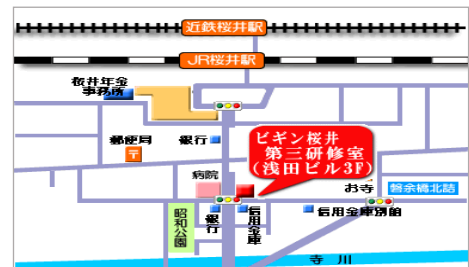 近鉄桜井駅
JR桜井駅
桜井年金
事務所
郵便局
〒
銀行
ビギン桜井
第三研修室
(浅田ビル3F)
病院
お寺
磐余橋北詰
昭和公園
銀行
信用金庫
信用金庫別館
寺川